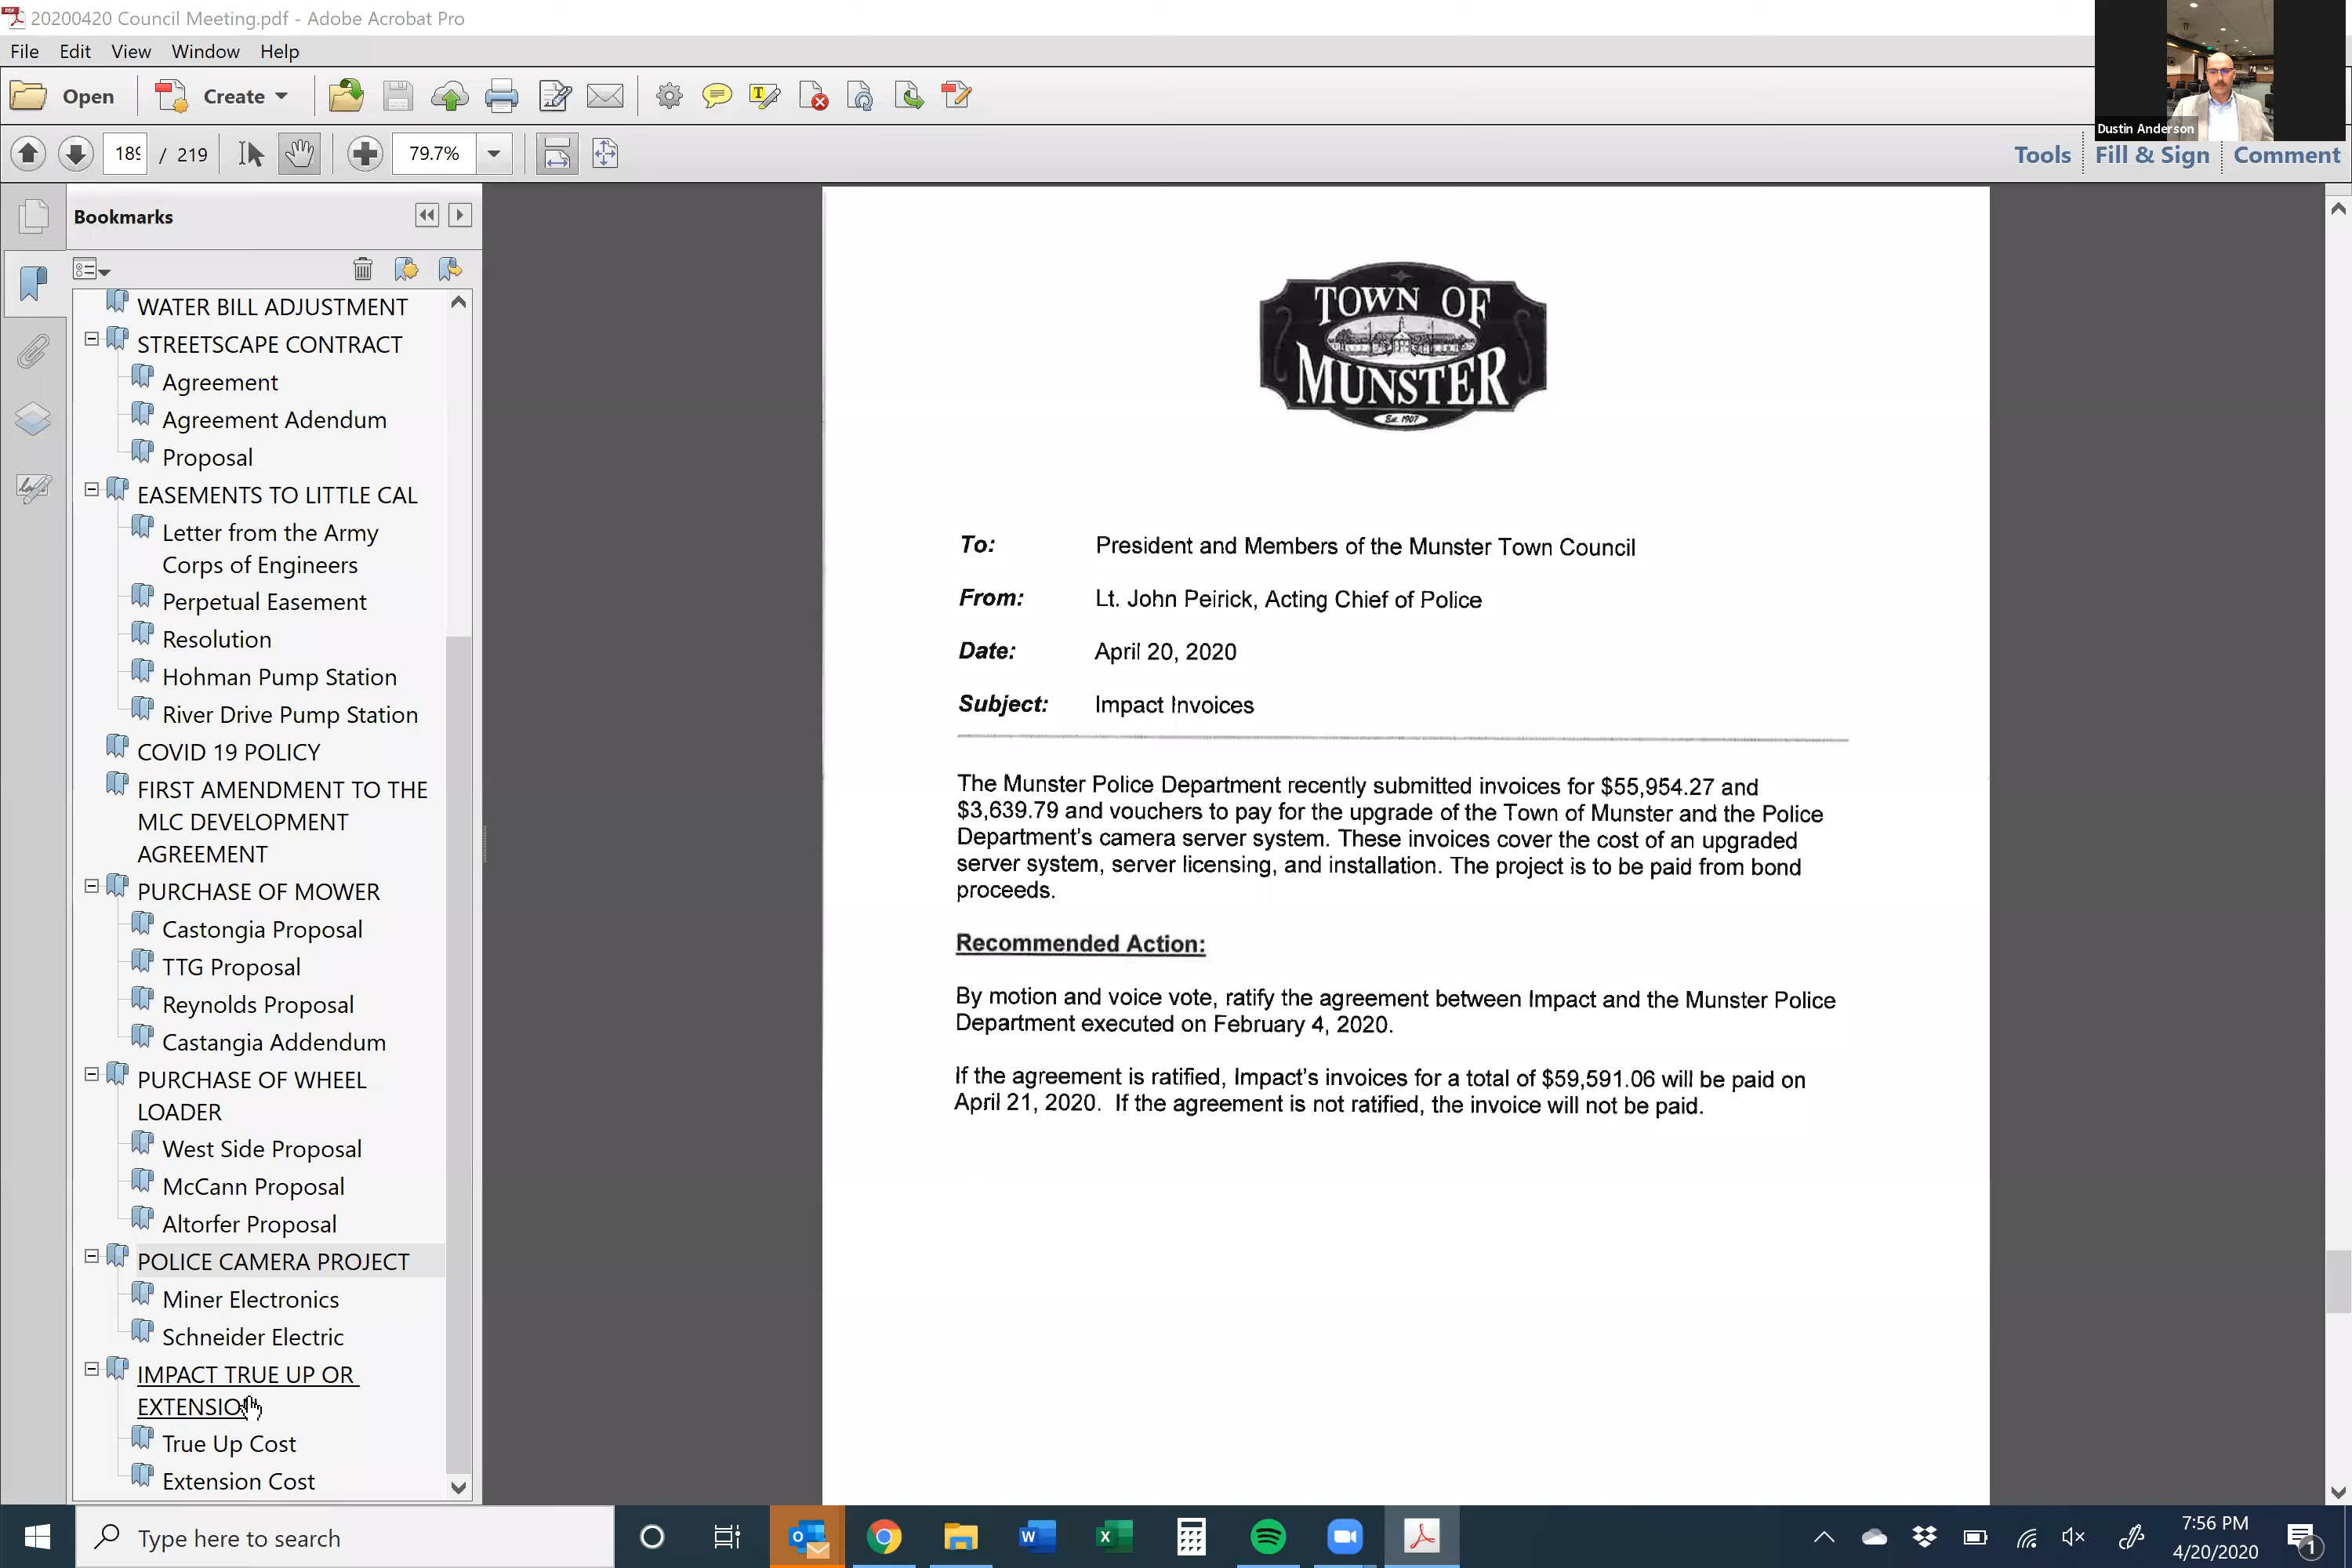 20200420 Council Meeting.pdf - Adobe Acrobat Pro
File Edit View Window Help
Open Create
189 / 219 79.7%
Dustin Anderson
Tools Fill & Sign Comment
Bookmarks
WATER BILL ADJUSTMENT
STREETSCAPE CONTRACT
Agreement
Agreement Adendum
Proposal
EASEMENTS TO LITTLE CAL
Letter from the Army
Corps of Engineers
Perpetual Easement
Resolution
Hohman Pump Station
River Drive Pump Station
COVID 19 POLICY
FIRST AMENDMENT TO THE
MLC DEVELOPMENT
AGREEMENT
PURCHASE OF MOWER
Castongia Proposal
TTG Proposal
Reynolds Proposal
Castangia Addendum
PURCHASE OF WHEEL
LOADER
West Side Proposal
McCann Proposal
Altorfer Proposal
POLICE CAMERA PROJECT
Miner Electronics
Schneider Electric
IMPACT TRUE UP OR
EXTENSION
True Up Cost
Extension Cost
TOWN OF
MUNSTER
Est. 1907
To: President and Members of the Munster Town Council
From: Lt. John Peirick, Acting Chief of Police
Date: April 20, 2020
Subject: Impact Invoices
The Munster Police Department recently submitted invoices for $55,954.27 and
$3,639.79 and vouchers to pay for the upgrade of the Town of Munster and the Police
Department's camera server system. These invoices cover the cost of an upgraded
server system, server licensing, and installation. The project is to be paid from bond
proceeds.
Recommended Action:
By motion and voice vote, ratify the agreement between Impact and the Munster Police
Department executed on February 4, 2020.
If the agreement is ratified, Impact's invoices for a total of $59,591.06 will be paid on
April 21, 2020. If the agreement is not ratified, the invoice will not be paid.
Type here to search
7:56 PM
4/20/2020
1